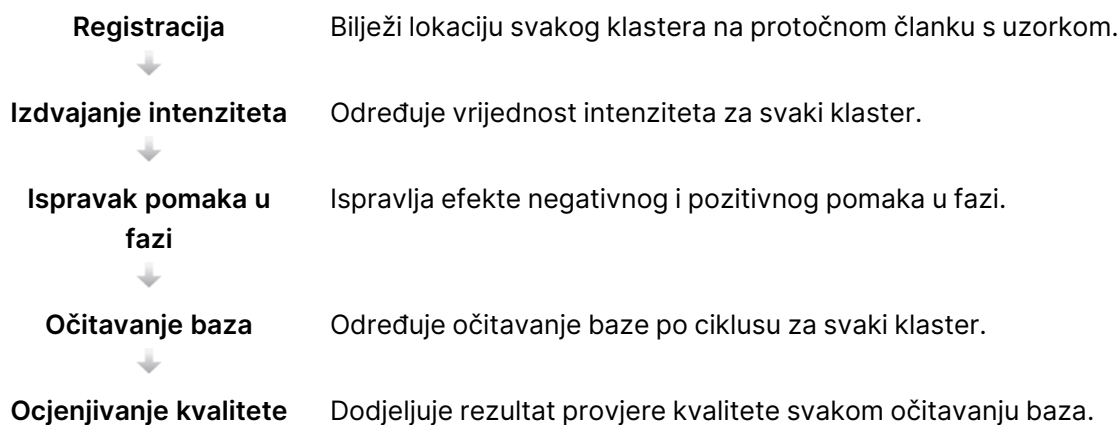 Registracija Bilježi lokaciju svakog klastera na protočnom članku s uzorkom.
Izdvajanje intenziteta Određuje vrijednost intenziteta za svaki klaster.
Ispravak pomaka u Ispravlja efekte negativnog i pozitivnog pomaka u fazi.
fazi
Očitavanje baza Određuje očitavanje baze po ciklusu za svaki klaster.
Ocjenjivanje kvalitete Dodjeljuje rezultat provjere kvalitete svakom očitavanju baza.